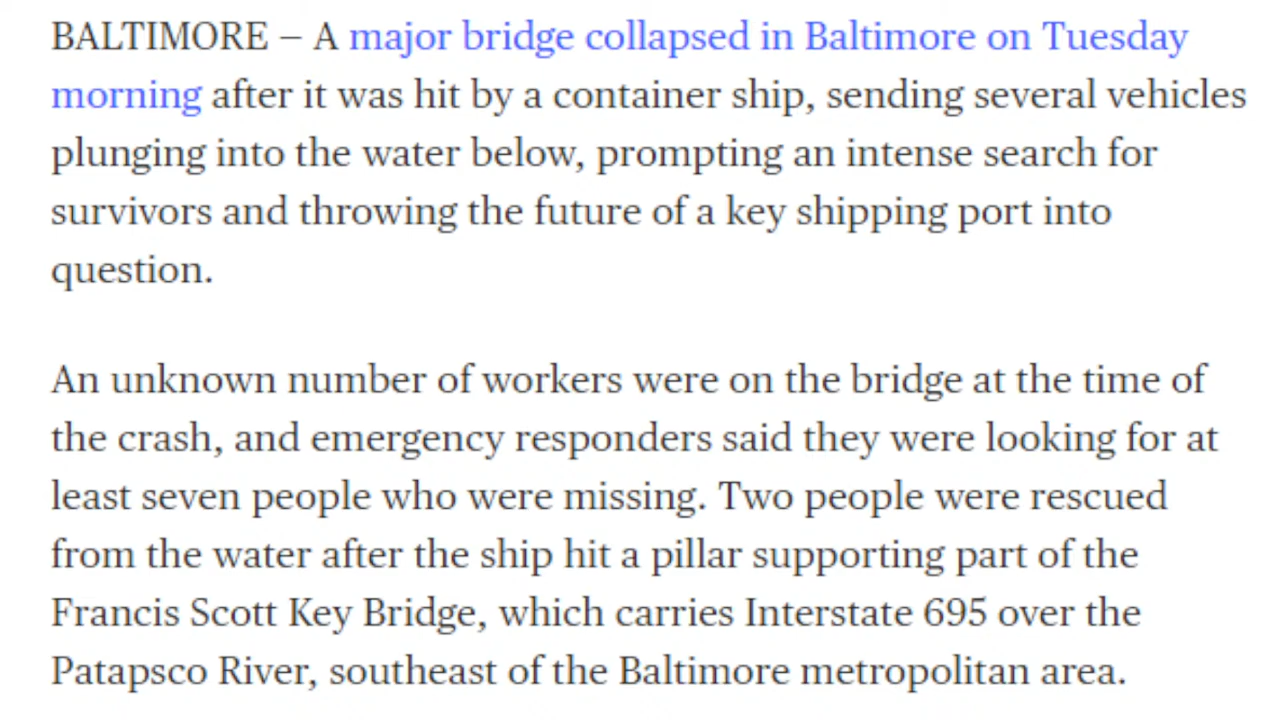 BALTIMORE – A major bridge collapsed in Baltimore on Tuesday
morning after it was hit by a container ship, sending several vehicles
plunging into the water below, prompting an intense search for
survivors and throwing the future of a key shipping port into
question.
An unknown number of workers were on the bridge at the time of
the crash, and emergency responders said they were looking for at
least seven people who were missing. Two people were rescued
from the water after the ship hit a pillar supporting part of the
Francis Scott Key Bridge, which carries Interstate 695 over the
Patapsco River, southeast of the Baltimore metropolitan area.